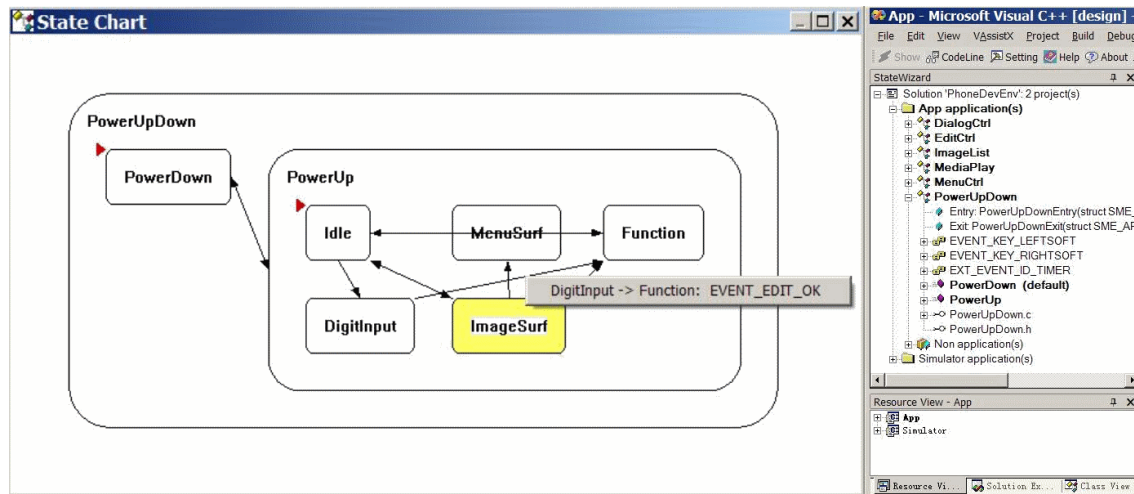 State Chart
PowerUpDown
PowerDown
PowerUp
Idle
MenuSurf
Function
DigitInput -> Function: EVENT_EDIT_OK
DigitInput
ImageSurf
App - Microsoft Visual C++ [design] -
File Edit View VAssistX Project Build Debug
Show CodeLine Setting Help About
StateWizard
Solution 'PhoneDevEnv': 2 project(s)
App application(s)
DialogCtrl
EditCtrl
ImageList
MediaPlay
MenuCtrl
PowerUpDown
Entry: PowerUpDownEntry(struct SME_
Exit: PowerUpDownExit(struct SME_AP
EVENT_KEY_LEFTSOFT
EVENT_KEY_RIGHTSOFT
EXT_EVENT_ID_TIMER
PowerDown (default)
PowerUp
PowerUpDown.c
PowerUpDown.h
Non application(s)
Simulator application(s)
Resource View - App
App
Simulator
Resource Vi... Solution Ex... Class View